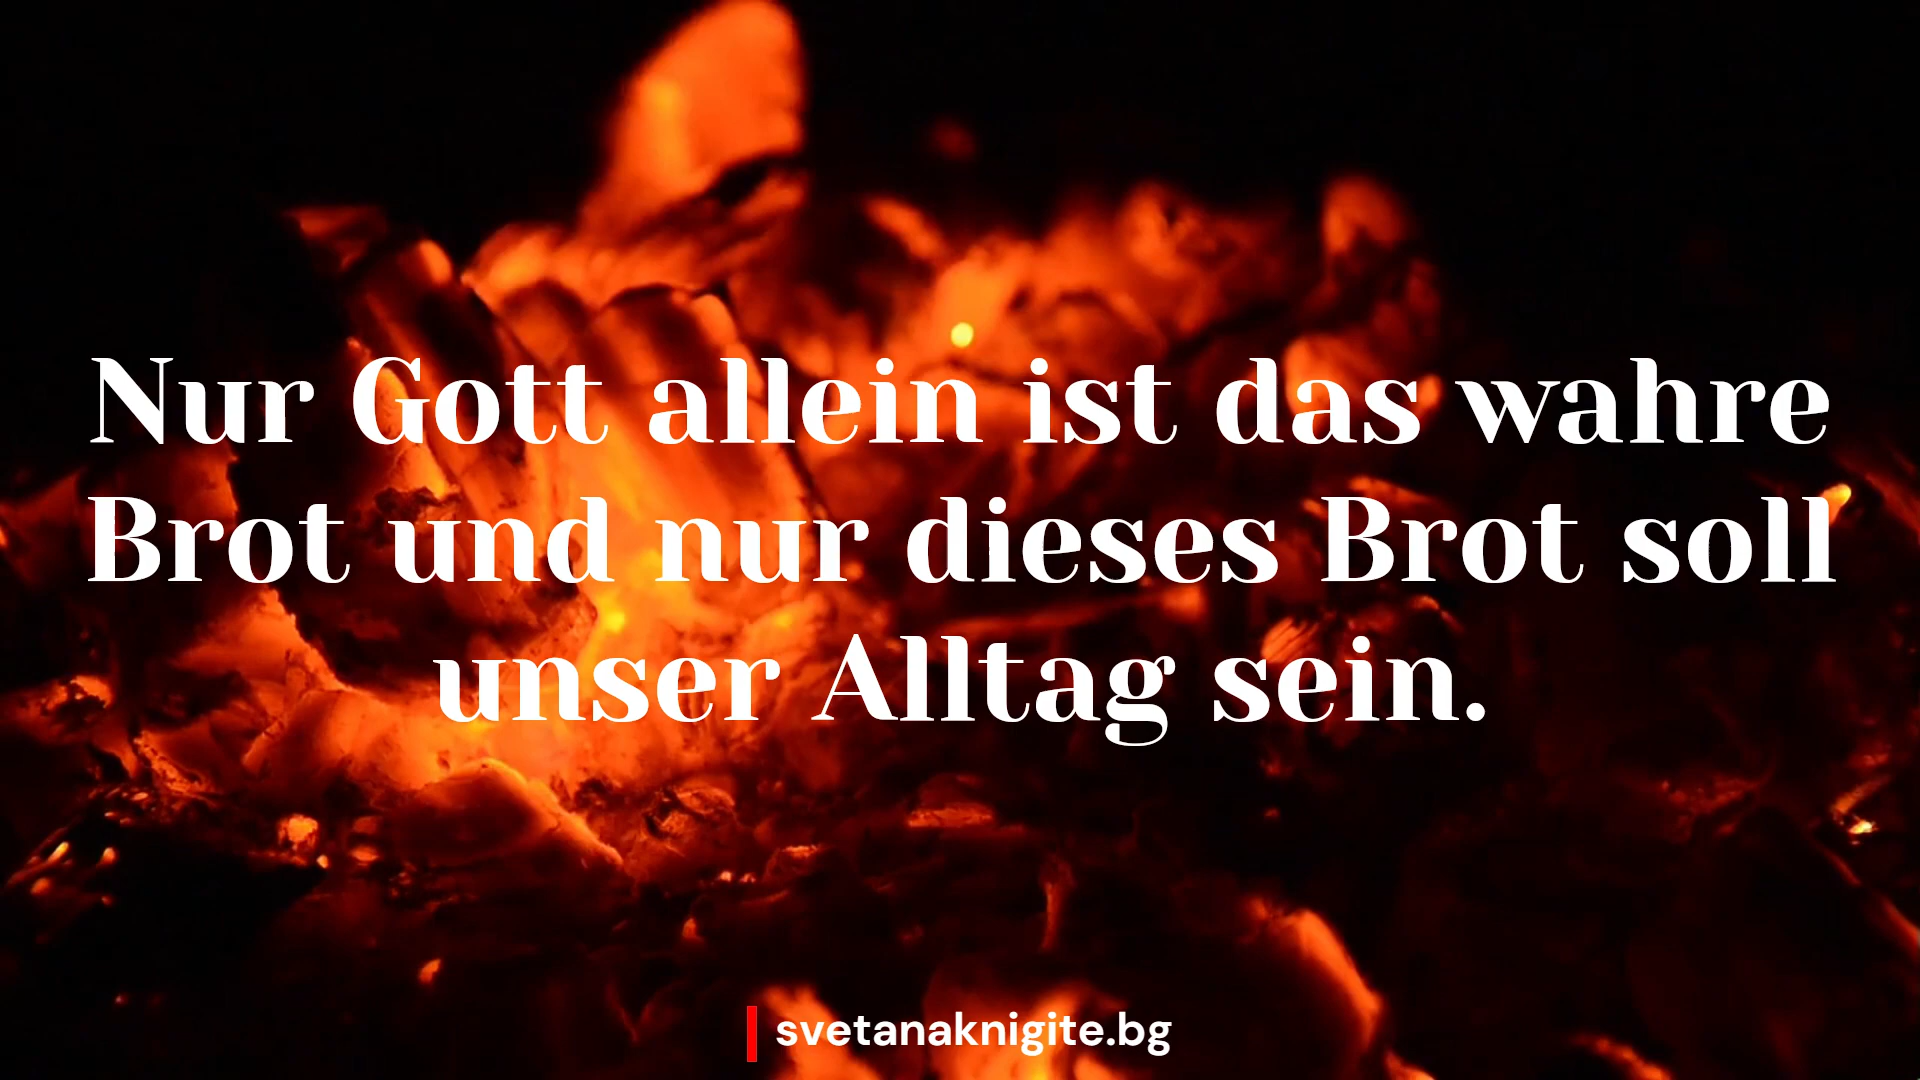 Nur Gott allein ist das wahre
Brot und nur dieses Brot soll
unser Alltag sein.
svetanaknigite.bg